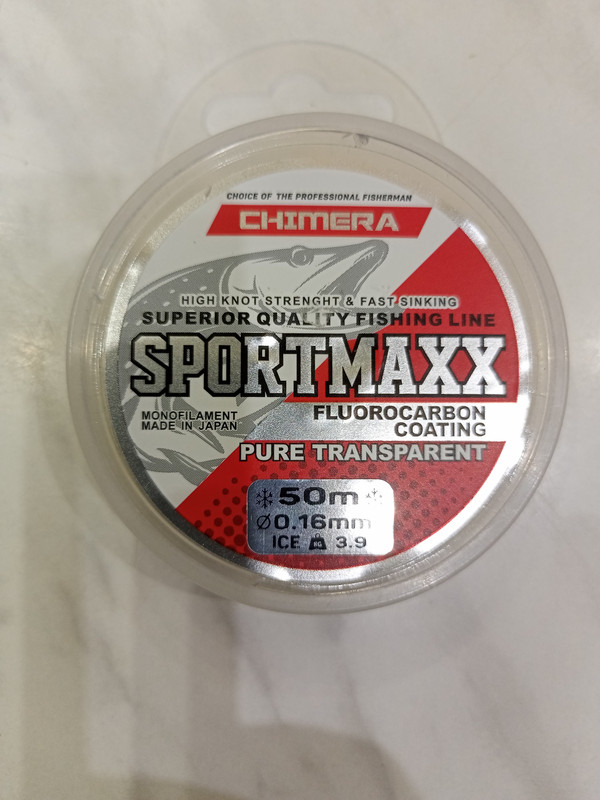 CHOICE OF THE PROFESSIONAL FISHERMAN
CHIMERA
HIGH KNOT STRENGHT & FAST SINKING
SUPERIOR QUALITY FISHING LINE
SPORTMAXX
MONOFILAMENT
MADE IN JAPAN
FLUOROCARBON
COATING
PURE TRANSPARENT
50m
Ø0.16mm
ICE KG 3.9